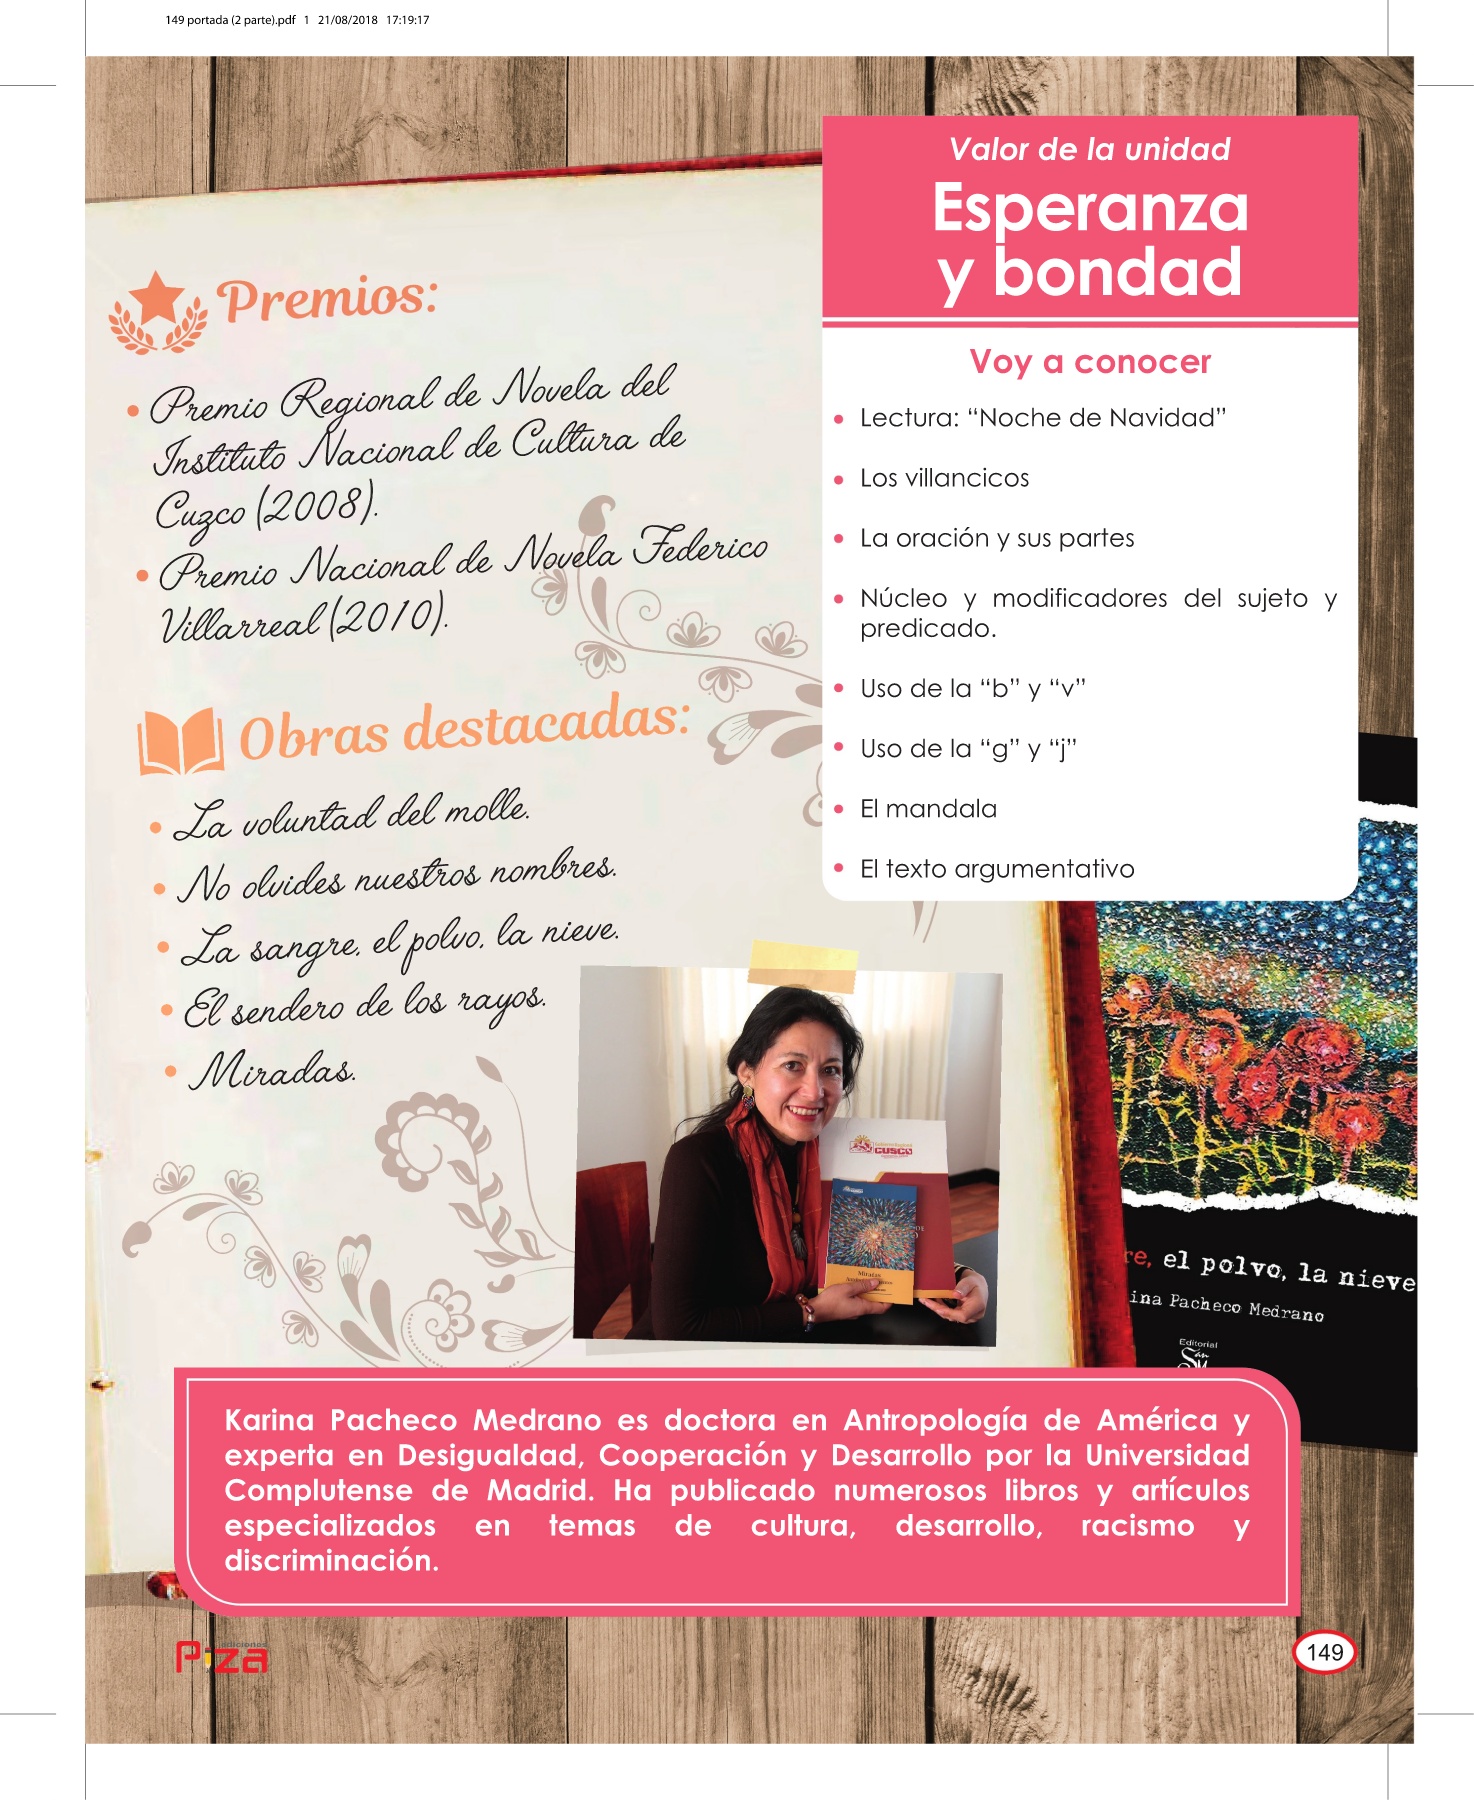 149 portada (2 parte).pdf 1 21/08/2018 17:19:17
Valor de la unidad
Esperanza
y bondad
Premios:
• Premio Regional de Novela del
Instituto Nacional de Cultura de
Cuzco (2008).
• Premio Nacional de Novela Federico
Villarreal (2010).
Obras destacadas:
• La voluntad del molle.
• No olvides nuestros nombres.
• La sangre, el polvo, la nieve.
• El sendero de los rayos.
• Miradas.
Voy a conocer
• Lectura: “Noche de Navidad”
• Los villancicos
• La oración y sus partes
• Núcleo y modificadores del sujeto y
predicado.
• Uso de la “b” y “v”
• Uso de la “g” y “j”
• El mandala
• El texto argumentativo
CUSCO
re, el polvo, la nieve
ina Pacheco Medrano
Editorial
Karina Pacheco Medrano es doctora en Antropología de América y
experta en Desigualdad, Cooperación y Desarrollo por la Universidad
Complutense de Madrid. Ha publicado numerosos libros y artículos
especializados en temas de cultura, desarrollo, racismo y
discriminación.
ediciones
Piza
149